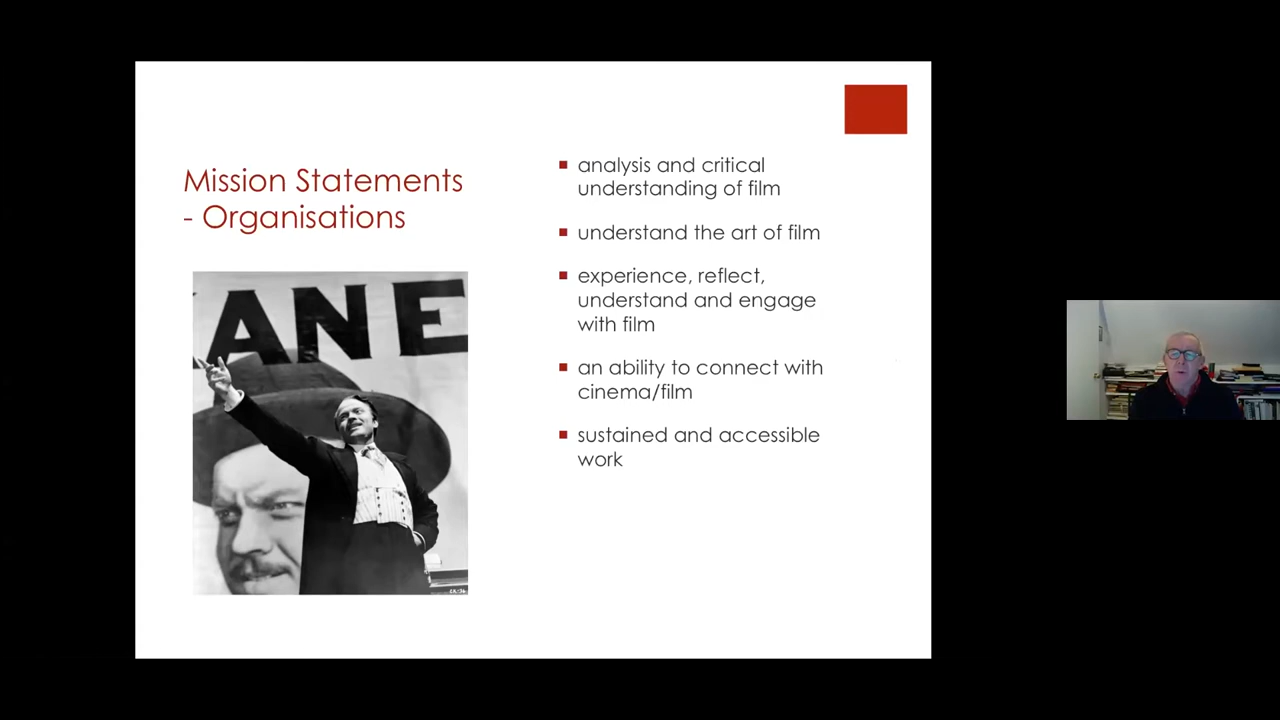 Mission Statements
- Organisations
KANE
analysis and critical
understanding of film
understand the art of film
experience, reflect,
understand and engage
with film
an ability to connect with
cinema/film
sustained and accessible
work